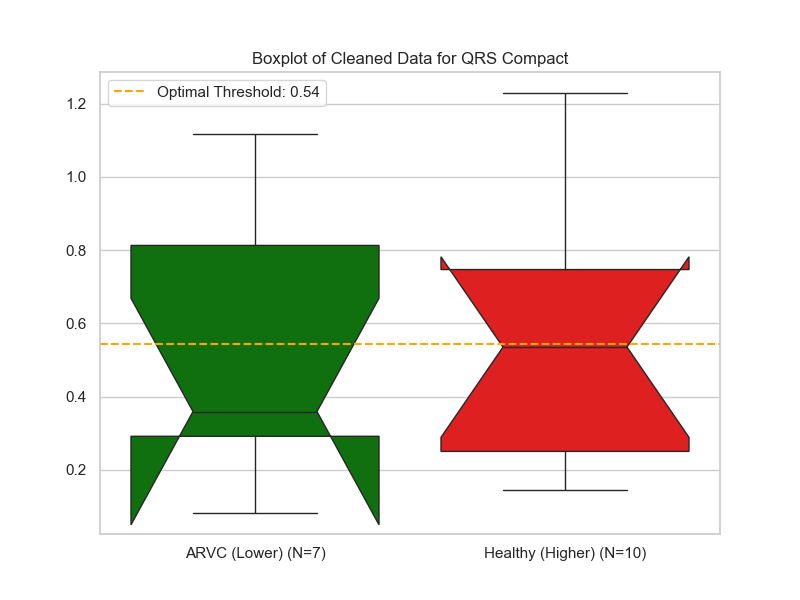 Boxplot of Cleaned Data for QRS Compact
Optimal Threshold: 0.54
1.2
1.0
0.8
0.6
0.4
0.2
ARVC (Lower) (N=7)
Healthy (Higher) (N=10)